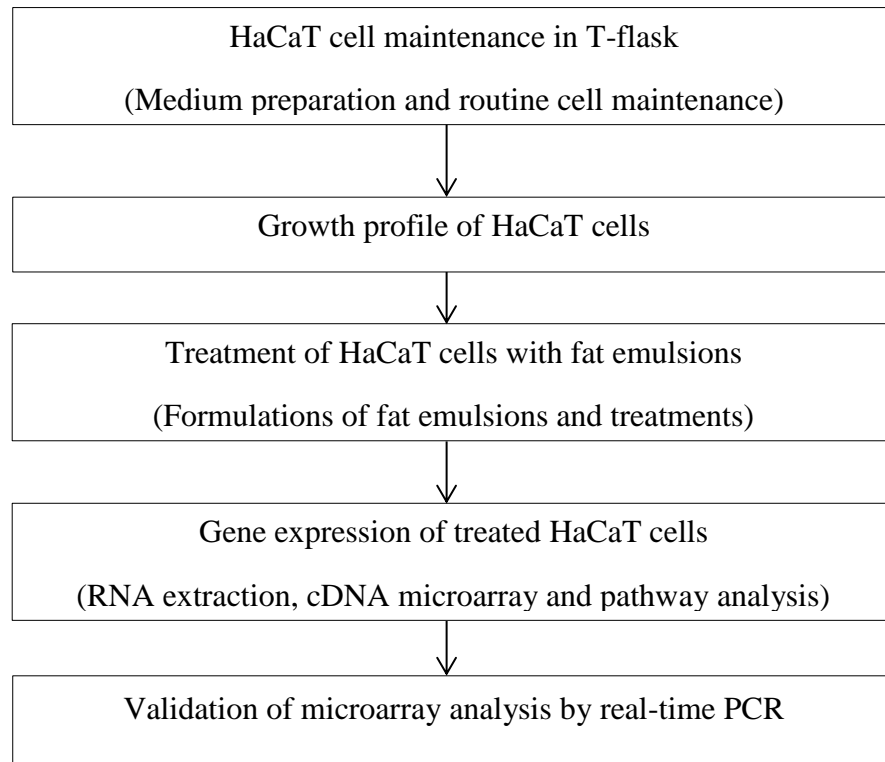 HaCaT cell maintenance in T-flask
(Medium preparation and routine cell maintenance)
Growth profile of HaCaT cells
Treatment of HaCaT cells with fat emulsions
(Formulations of fat emulsions and treatments)
Gene expression of treated HaCaT cells
(RNA extraction, cDNA microarray and pathway analysis)
Validation of microarray analysis by real-time PCR